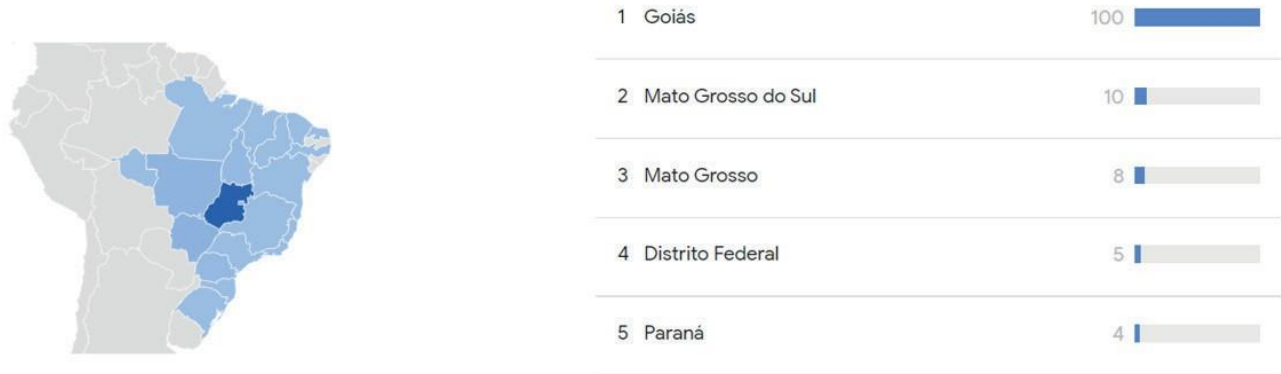 1 Goiás 100
2 Mato Grosso do Sul 10
3 Mato Grosso 8
4 Distrito Federal 5
5 Paraná 4